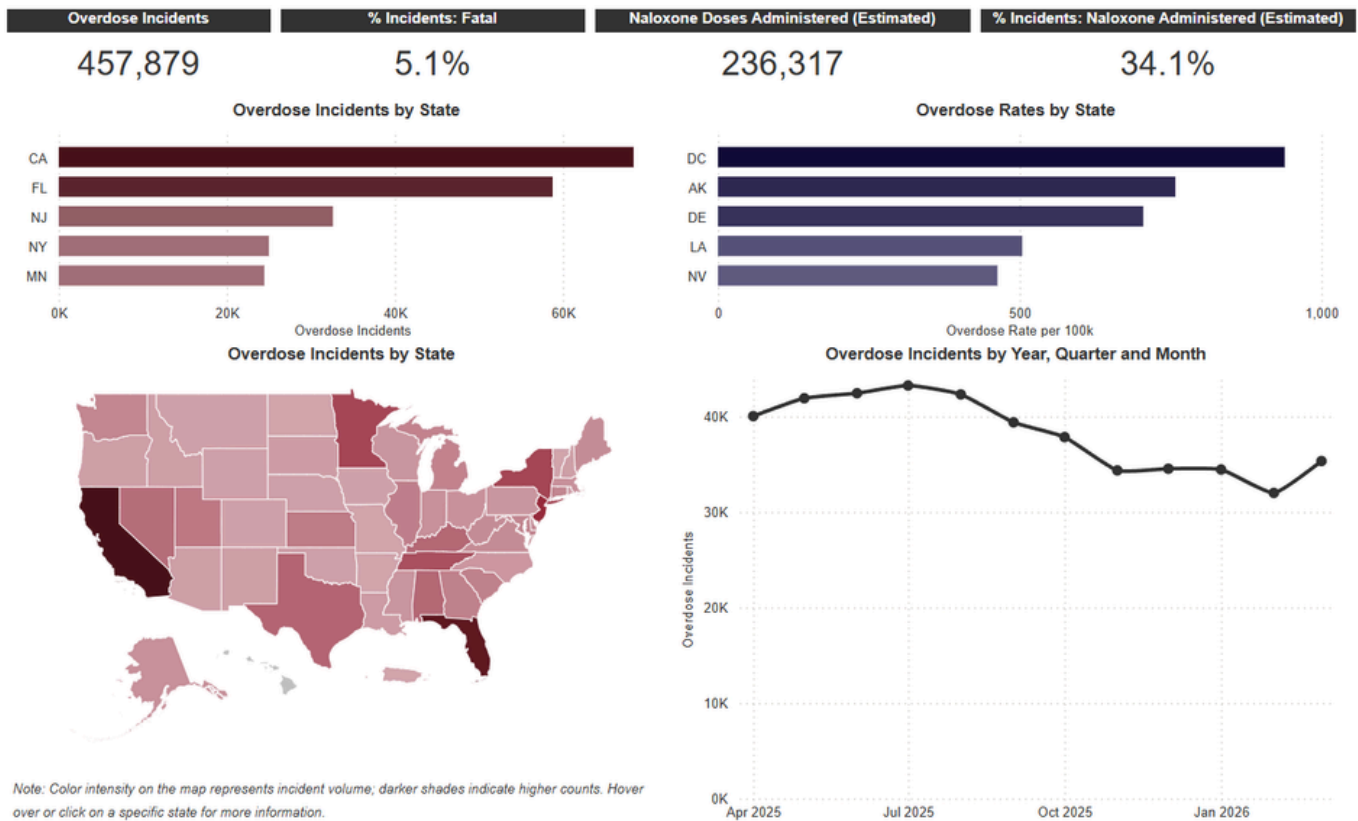 Overdose Incidents
% Incidents: Fatal
Naloxone Doses Administered (Estimated)
% Incidents: Naloxone Administered (Estimated)
457,879
5.1%
236,317
34.1%
Overdose Incidents by State
CA
FL
NJ
NY
MN
0K
20K
40K
60K
Overdose Incidents
Overdose Rates by State
DC
AK
DE
LA
NV
0
500
1,000
Overdose Rate per 100k
Overdose Incidents by State
Note: Color intensity on the map represents incident volume; darker shades indicate higher counts. Hover
over or click on a specific state for more information.
Overdose Incidents by Year, Quarter and Month
Overdose Incidents
40K
30K
20K
10K
0K
Apr 2025
Jul 2025
Oct 2025
Jan 2026